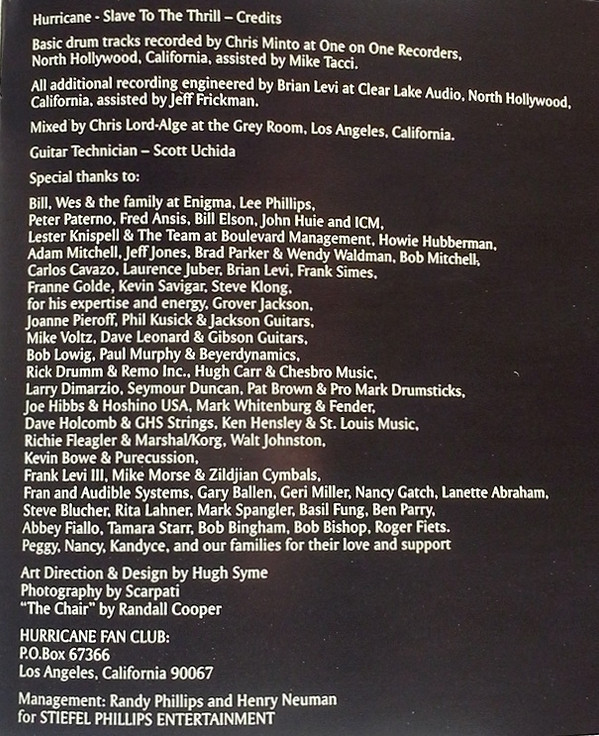 Hurricane - Slave To The Thrill – Credits
Basic drum tracks recorded by Chris Minto at One on One Recorders,
North Hollywood, California, assisted by Mike Tacci.
All additional recording engineered by Brian Levi at Clear Lake Audio, North Hollywood,
California, assisted by Jeff Frickman.
Mixed by Chris Lord-Alge at the Grey Room, Los Angeles, California.
Guitar Technician – Scott Uchida
Special thanks to:
Bill, Wes & the family at Enigma, Lee Phillips,
Peter Paterno, Fred Ansis, Bill Elson, John Huie and ICM,
Lester Knispell & The Team at Boulevard Management, Howie Hubberman,
Adam Mitchell, Jeff Jones, Brad Parker & Wendy Waldman, Bob Mitchell,
Carlos Cavazo, Laurence Juber, Brian Levi, Frank Simes,
Franne Golde, Kevin Savigar, Steve Klong,
for his expertise and energy, Grover Jackson,
Joanne Pieroff, Phil Kusick & Jackson Guitars,
Mike Voltz, Dave Leonard & Gibson Guitars,
Bob Lowig, Paul Murphy & Beyerdynamics,
Rick Drumm & Remo Inc., Hugh Carr & Chesbro Music,
Larry Dimarzio, Seymour Duncan, Pat Brown & Pro Mark Drumsticks,
Joe Hibbs & Hoshino USA, Mark Whitenburg & Fender,
Dave Holcomb & GHS Strings, Ken Hensley & St. Louis Music,
Richie Fleagler & Marshal/Korg, Walt Johnston,
Kevin Bowe & Purecussion,
Frank Levi III, Mike Morse & Zildjian Cymbals,
Fran and Audible Systems, Gary Ballen, Geri Miller, Nancy Gatch, Lanette Abraham,
Steve Blucher, Rita Lahner, Mark Spangler, Basil Fung, Ben Parry,
Abbey Fiallo, Tamara Starr, Bob Bingham, Bob Bishop, Roger Fiets.
Peggy, Nancy, Kandyce, and our families for their love and support
Art Direction & Design by Hugh Syme
Photography by Scarpati
“The Chair” by Randall Cooper
HURRICANE FAN CLUB:
P.O.Box 67366
Los Angeles, California 90067
Management: Randy Phillips and Henry Neuman
for STIEFEL PHILLIPS ENTERTAINMENT